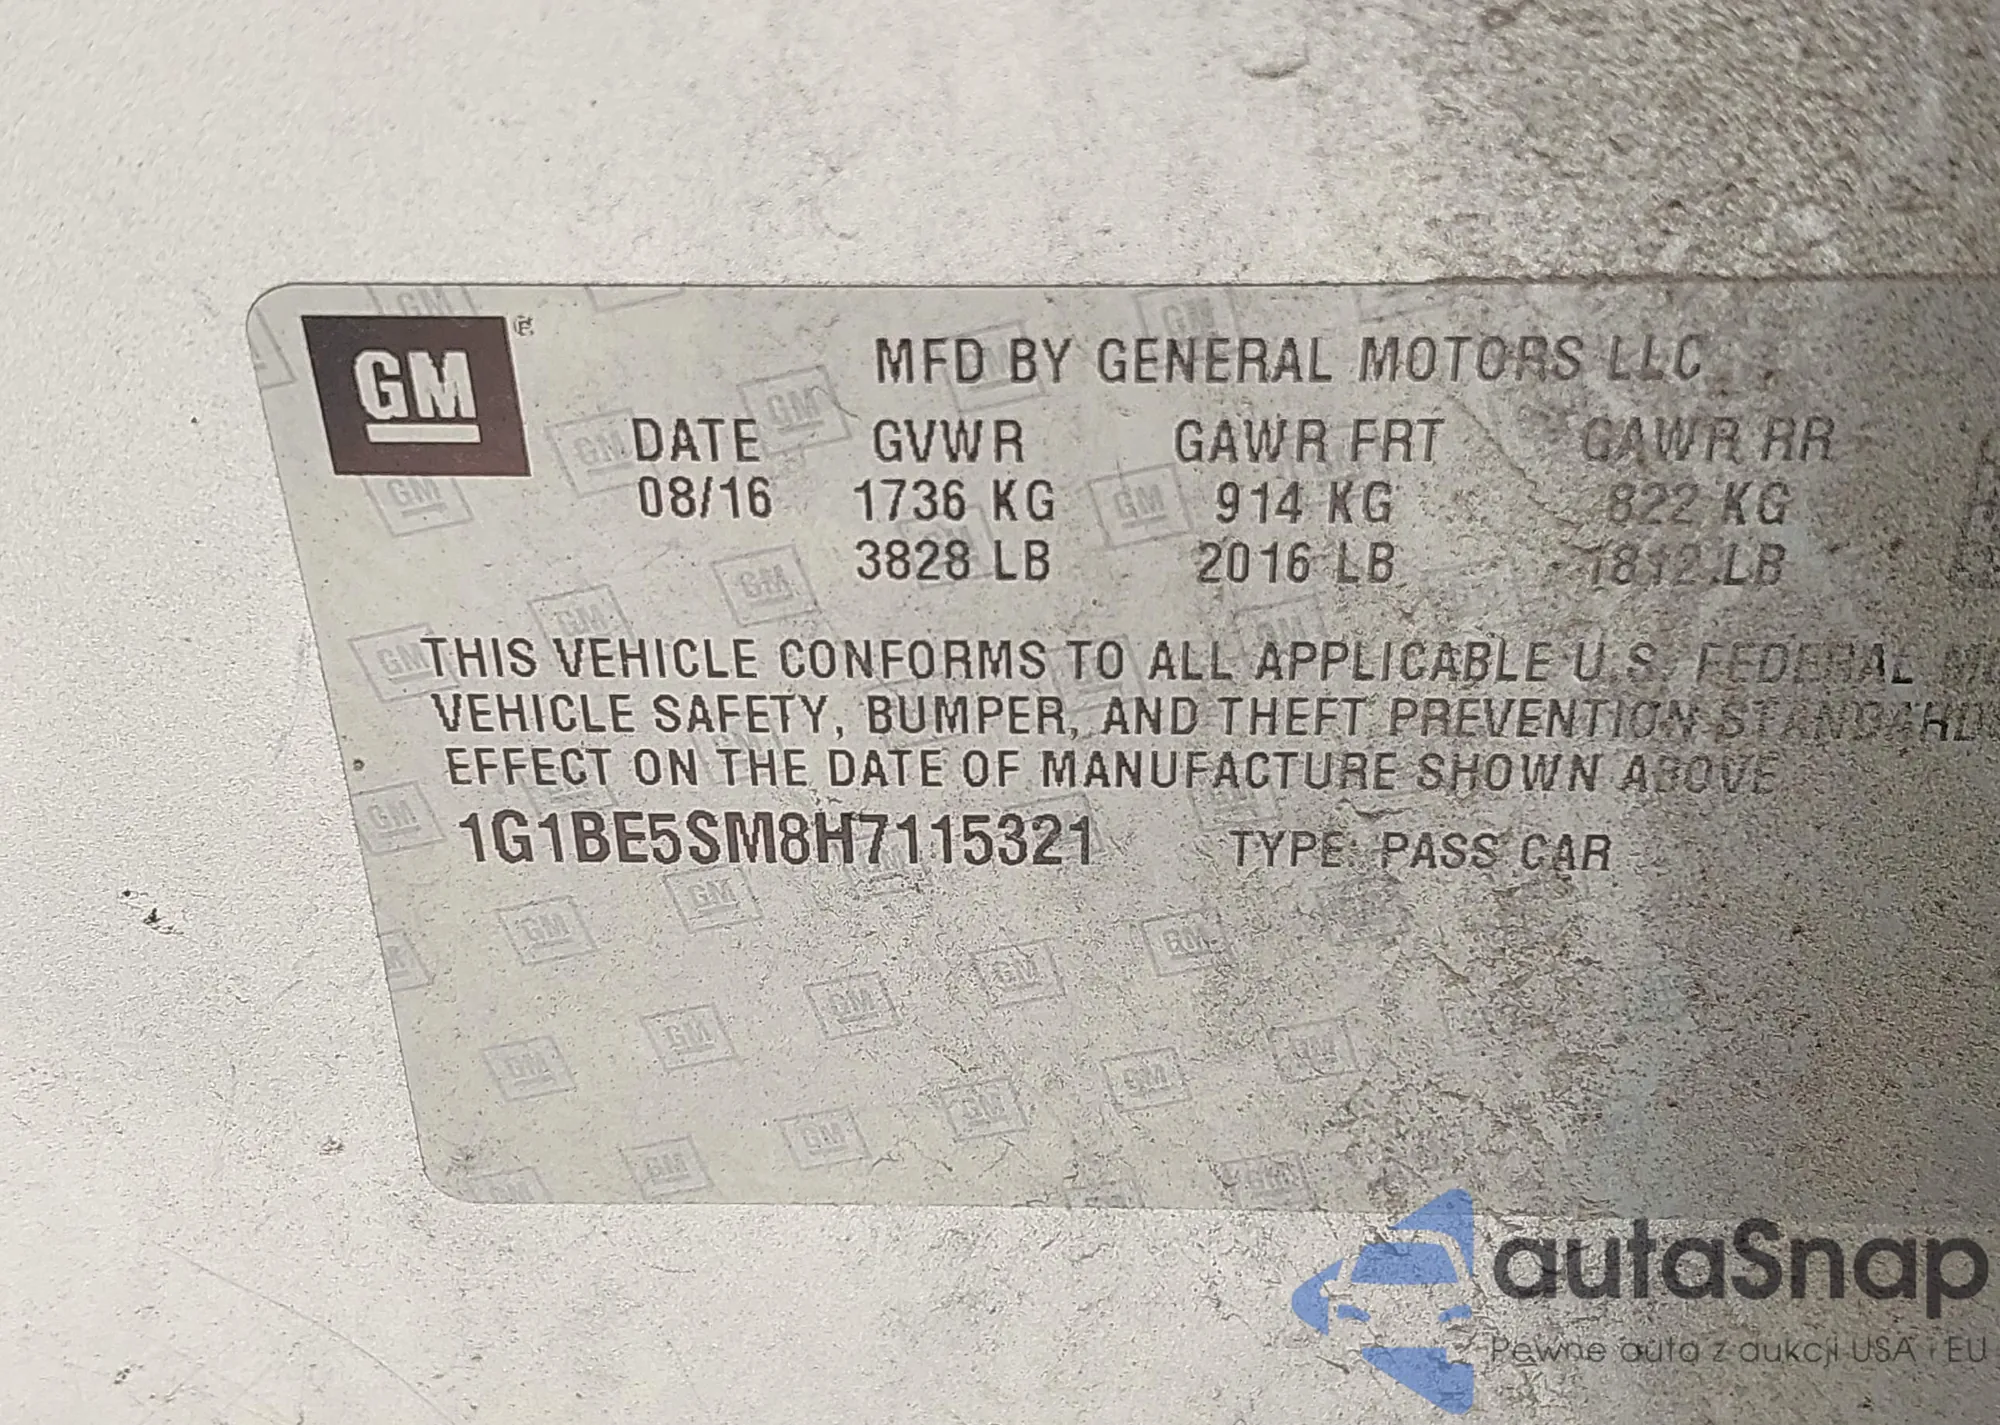 GM
MFD BY GENERAL MOTORS LLC
DATE GVWR GAWR FRT GAWR RR
08/16 1736 KG 914 KG 822 KG
3828 LB 2016 LB 1812 LB
THIS VEHICLE CONFORMS TO ALL APPLICABLE U.S. FEDERAL
VEHICLE SAFETY, BUMPER, AND THEFT PREVENTION STANDARD
EFFECT ON THE DATE OF MANUFACTURE SHOWN ABOVE
1G1BE5SM8H7115321 TYPE: PASS CAR
autaSnap
Pewne auta z aukcji USA i EU